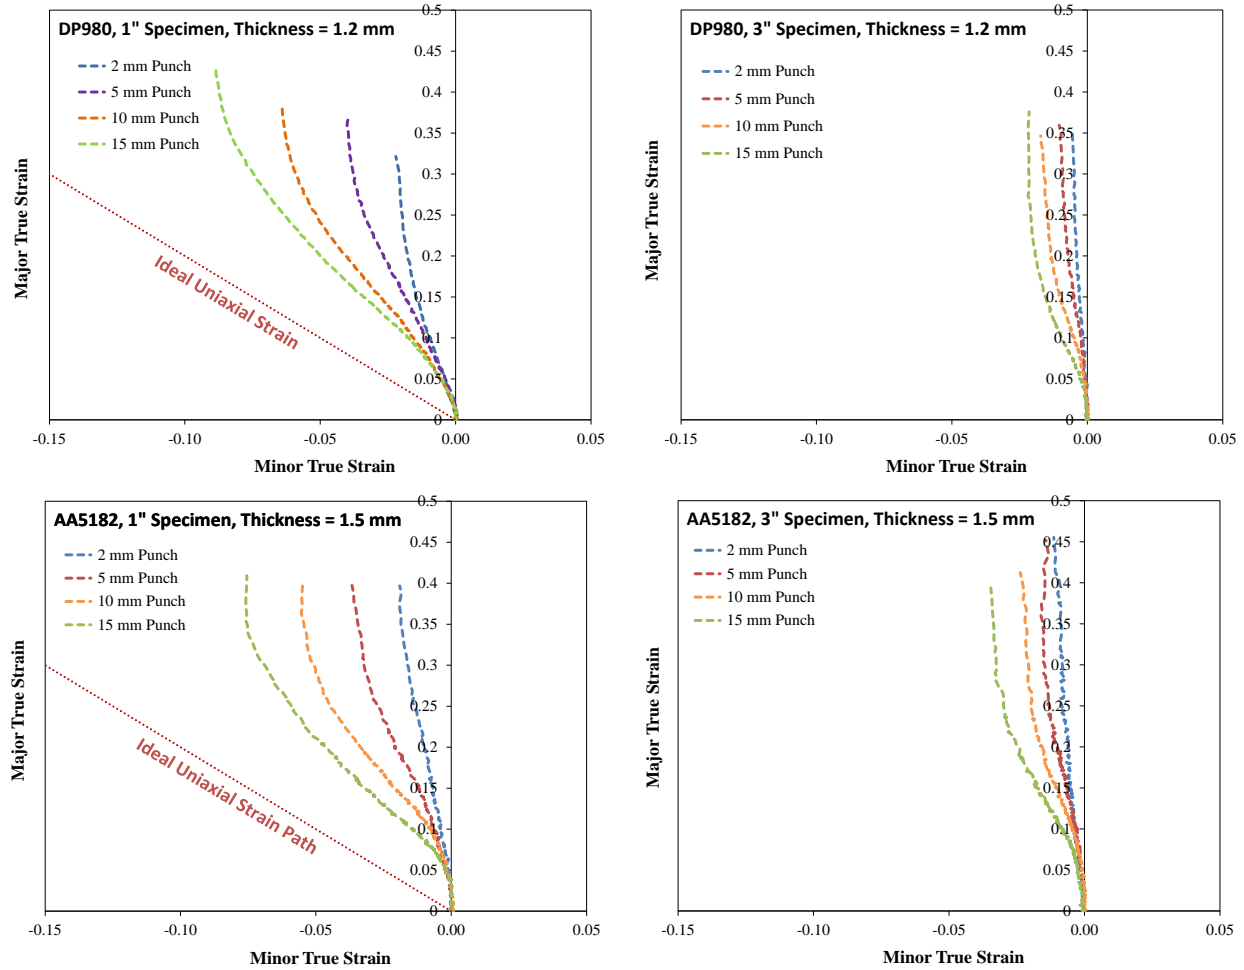 DP980, 1" Specimen, Thickness = 1.2 mm
2 mm Punch
5 mm Punch
10 mm Punch
15 mm Punch
Ideal Uniaxial Strain
Major True Strain
0.5
0.45
0.4
0.35
0.3
0.25
0.2
0.15
0.1
0.05
0
-0.15
-0.10
-0.05
0.00
0.05
Minor True Strain
DP980, 3" Specimen, Thickness = 1.2 mm
2 mm Punch
5 mm Punch
10 mm Punch
15 mm Punch
Major True Strain
0.5
0.45
0.4
0.35
0.3
0.25
0.2
0.15
0.1
0.05
0
-0.15
-0.10
-0.05
0.00
0.05
Minor True Strain
AA5182, 1" Specimen, Thickness = 1.5 mm
2 mm Punch
5 mm Punch
10 mm Punch
15 mm Punch
Ideal Uniaxial Strain Path
Major True Strain
0.5
0.45
0.4
0.35
0.3
0.25
0.2
0.15
0.1
0.05
0
-0.15
-0.10
-0.05
0.00
0.05
Minor True Strain
AA5182, 3" Specimen, Thickness = 1.5 mm
2 mm Punch
5 mm Punch
10 mm Punch
15 mm Punch
Major True Strain
0.5
0.45
0.4
0.35
0.3
0.25
0.2
0.15
0.1
0.05
0
-0.15
-0.10
-0.05
0.00
0.05
Minor True Strain